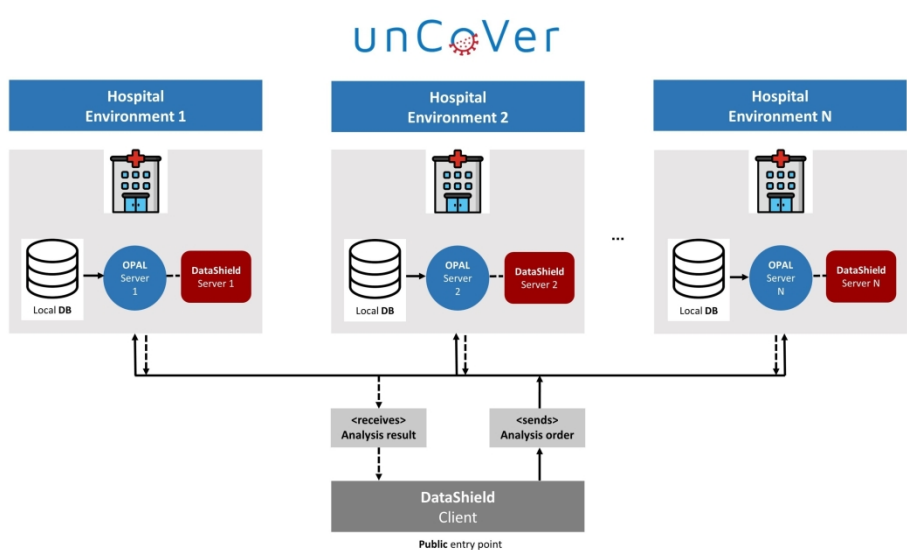 unCoVer
Hospital
Environment 1
Hospital
Environment 2
Hospital
Environment N
OPAL
Server
1
DataShield
Server 1
Local DB
OPAL
Server
2
DataShield
Server 2
Local DB
...
OPAL
Server
N
DataShield
Server N
Local DB
<receives>
Analysis result
<sends>
Analysis order
DataShield
Client
Public entry point